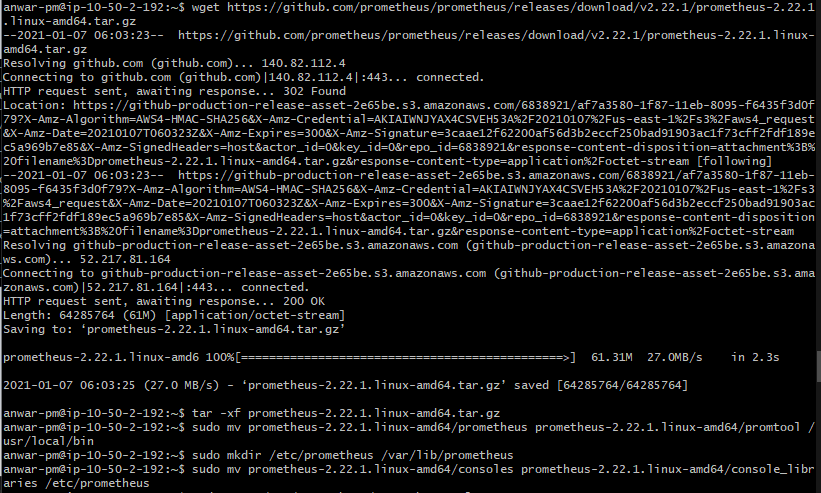 anwar-pm@ip-10-50-2-192:~$ wget https://github.com/prometheus/prometheus/releases/download/v2.22.1/prometheus-2.22.1
.linux-amd64.tar.gz
--2021-01-07 06:03:23--  https://github.com/prometheus/prometheus/releases/download/v2.22.1/prometheus-2.22.1.linux-
amd64.tar.gz
Resolving github.com (github.com)... 140.82.112.4
Connecting to github.com (github.com)|140.82.112.4|:443... connected.
HTTP request sent, awaiting response... 302 Found
Location: https://github-production-release-asset-2e65be.s3.amazonaws.com/6838921/af7a3580-1f87-11eb-8095-f6435f3d0f
79?X-Amz-Algorithm=AWS4-HMAC-SHA256&X-Amz-Credential=AKIAIWNJYAX4CSVEH53A%2F20210107%2Fus-east-1%2Fs3%2Faws4_request
&X-Amz-Date=20210107T060323Z&X-Amz-Expires=300&X-Amz-Signature=3caae12f62200af56d3b2eccf250bad91903ac1f73cff2fdf189e
c5a969b7e85&X-Amz-SignedHeaders=host&actor_id=0&key_id=0&repo_id=6838921&response-content-disposition=attachment%3B%
20filename%3Dprometheus-2.22.1.linux-amd64.tar.gz&response-content-type=application%2Foctet-stream [following]
--2021-01-07 06:03:23--  https://github-production-release-asset-2e65be.s3.amazonaws.com/6838921/af7a3580-1f87-11eb-
8095-f6435f3d0f79?X-Amz-Algorithm=AWS4-HMAC-SHA256&X-Amz-Credential=AKIAIWNJYAX4CSVEH53A%2F20210107%2Fus-east-1%2Fs3
%2Faws4_request&X-Amz-Date=20210107T060323Z&X-Amz-Expires=300&X-Amz-Signature=3caae12f62200af56d3b2eccf250bad91903ac
1f73cff2fdf189ec5a969b7e85&X-Amz-SignedHeaders=host&actor_id=0&key_id=0&repo_id=6838921&response-content-disposition
=attachment%3B%20filename%3Dprometheus-2.22.1.linux-amd64.tar.gz&response-content-type=application%2Foctet-stream
Resolving github-production-release-asset-2e65be.s3.amazonaws.com (github-production-release-asset-2e65be.s3.amazona
ws.com)... 52.217.81.164
Connecting to github-production-release-asset-2e65be.s3.amazonaws.com (github-production-release-asset-2e65be.s3.ama
zonaws.com)|52.217.81.164|:443... connected.
HTTP request sent, awaiting response... 200 OK
Length: 64285764 (61M) [application/octet-stream]
Saving to: ‘prometheus-2.22.1.linux-amd64.tar.gz’
prometheus-2.22.1.linux-amd6 100%[==============================================>]  61.31M  27.0MB/s    in 2.3s
2021-01-07 06:03:25 (27.0 MB/s) - ‘prometheus-2.22.1.linux-amd64.tar.gz’ saved [64285764/64285764]
anwar-pm@ip-10-50-2-192:~$ tar -xf prometheus-2.22.1.linux-amd64.tar.gz
anwar-pm@ip-10-50-2-192:~$ sudo mv prometheus-2.22.1.linux-amd64/prometheus prometheus-2.22.1.linux-amd64/promtool /
usr/local/bin
anwar-pm@ip-10-50-2-192:~$ sudo mkdir /etc/prometheus /var/lib/prometheus
anwar-pm@ip-10-50-2-192:~$ sudo mv prometheus-2.22.1.linux-amd64/consoles prometheus-2.22.1.linux-amd64/console_libr
aries /etc/prometheus